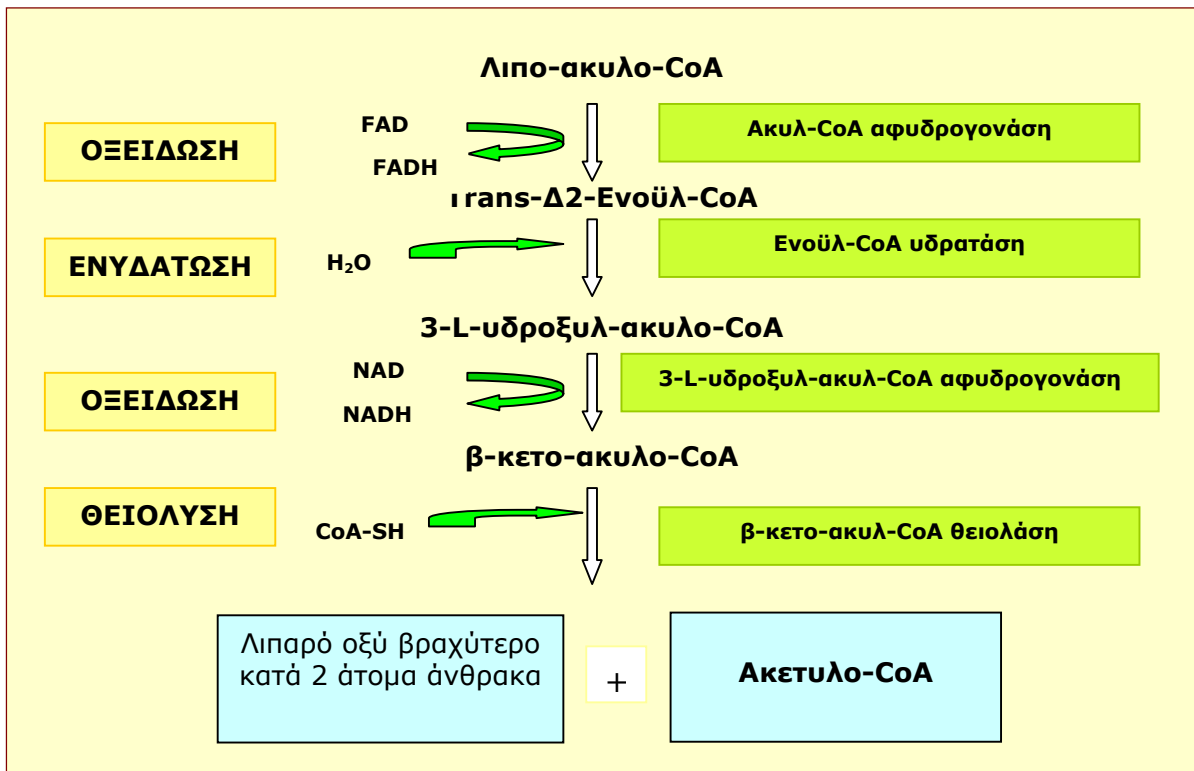 Λιπο-ακυλο-CoA
ΟΞΕΙΔΩΣΗ
FAD
FADH
Ακυλ-CoA αφυδρογονάση
Trans-Δ2-Ενοϋλ-CoA
ΕΝΥΔΑΤΩΣΗ
H₂O
Ενοϋλ-CoA υδρατάση
3-L-υδροξυλ-ακυλο-CoA
ΟΞΕΙΔΩΣΗ
NAD
NADH
3-L-υδροξυλ-ακυλ-CoA αφυδρογονάση
β-κετο-ακυλο-CoA
ΘΕΙΟΛΥΣΗ
CoA-SH
β-κετο-ακυλ-CoA θειολάση
Λιπαρό οξύ βραχύτερο
κατά 2 άτομα άνθρακα
+
Ακετυλο-CoA